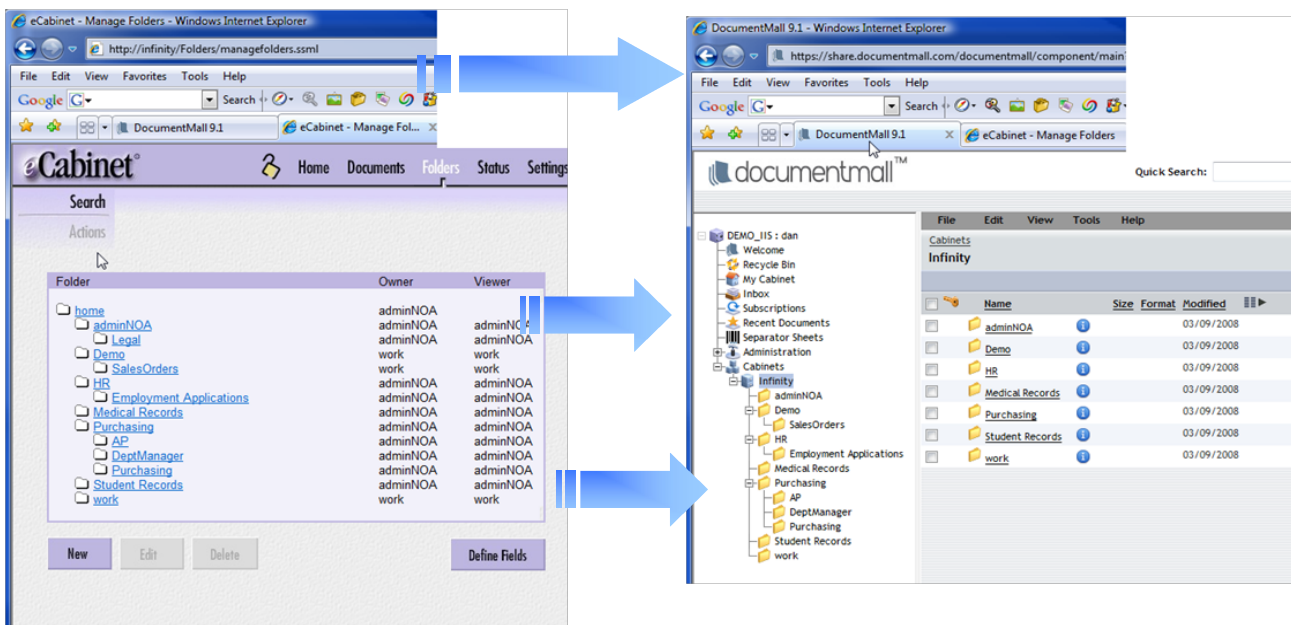 eCabinet - Manage Folders - Windows Internet Explorer
http://infinity/Folders/managefolders.ssml
File Edit View Favorites Tools Help
Google G Search
DocumentMall 9.1 eCabinet - Manage Fol... x
eCabinet Home Documents Folders Status Settings
Search
Actions
Folder Owner Viewer
home adminNOA
adminNOA adminNOA adminNOA
Legal adminNOA adminNOA
Demo work work
SalesOrders work work
HR adminNOA adminNOA
Employment Applications adminNOA adminNOA
Medical Records adminNOA adminNOA
Purchasing adminNOA adminNOA
AP adminNOA adminNOA
DeptManager adminNOA adminNOA
Purchasing adminNOA adminNOA
Student Records adminNOA adminNOA
work work work
New Edit Delete Define Fields
DocumentMall 9.1 - Windows Internet Explorer
https://share.documentmall.com/documentmall/component/main?
File Edit View Favorites Tools Help
Google G Search
DocumentMall 9.1 x eCabinet - Manage Folders
documentmall™ Quick Search:
DEMO_IIS : dan
Welcome
Recycle Bin
My Cabinet
Inbox
Subscriptions
Recent Documents
Separator Sheets
Administration
Cabinets
Infinity
adminNOA
Demo
SalesOrders
HR
Employment Applications
Medical Records
Purchasing
AP
DeptManager
Purchasing
Student Records
work
File Edit View Tools Help
Cabinets
Infinity
Name Size Format Modified
adminNOA 03/09/2008
Demo 03/09/2008
HR 03/09/2008
Medical Records 03/09/2008
Purchasing 03/09/2008
Student Records 03/09/2008
work 03/09/2008